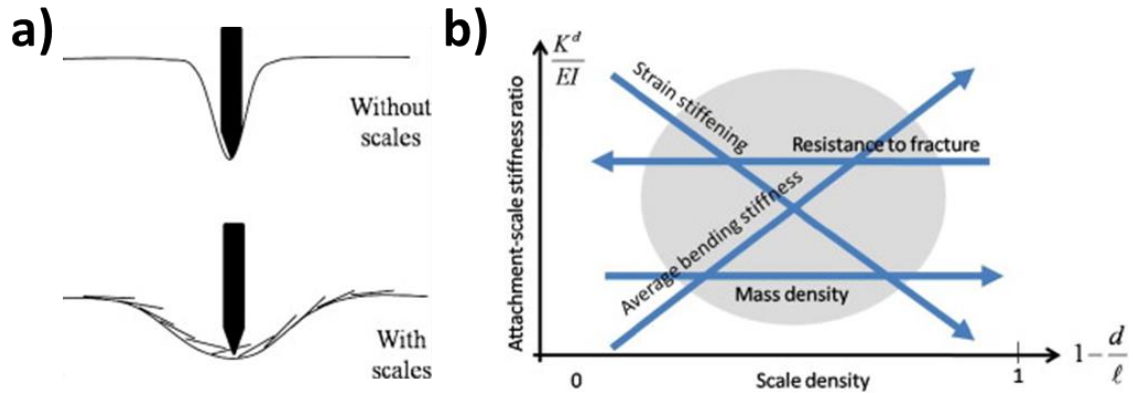 a)
Without
scales
With
scales
b)
K^d
EI
Attachment-scale stiffness ratio
Strain stiffening
Resistance to fracture
Average bending stiffness
Mass density
0
Scale density
1
1 - d/ℓ